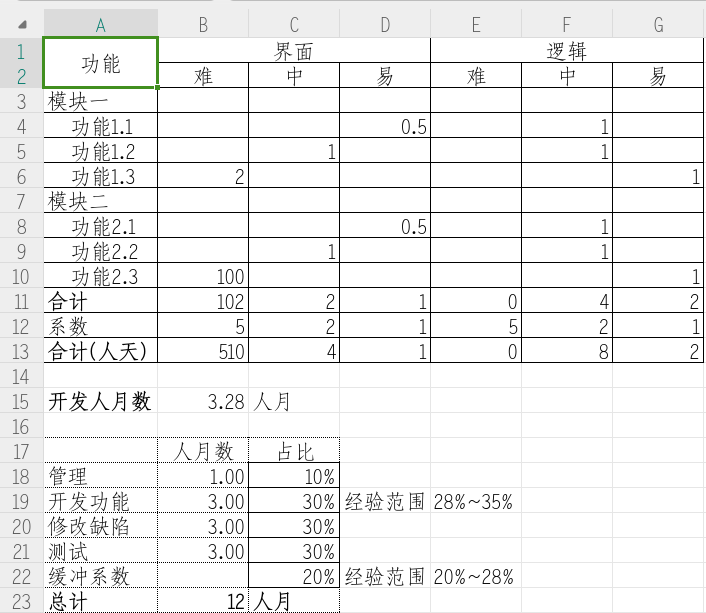 A B C D E F G
1 功能 界面 逻辑
2 难 中 易 难 中 易
3 模块一
4 功能1.1 0.5 1
5 功能1.2 1 1
6 功能1.3 2 1
7 模块二
8 功能2.1 0.5 1
9 功能2.2 1 1
10 功能2.3 100 1
11 合计 102 2 1 0 4 2
12 系数 5 2 1 5 2 1
13 合计(人天) 510 4 1 0 8 2
14
15 开发人月数 3.28 人月
16
17 人月数 占比
18 管理 1.00 10%
19 开发功能 3.00 30% 经验范围 28%~35%
20 修改缺陷 3.00 30%
21 测试 3.00 30%
22 缓冲系数 20% 经验范围 20%~28%
23 总计 12 人月